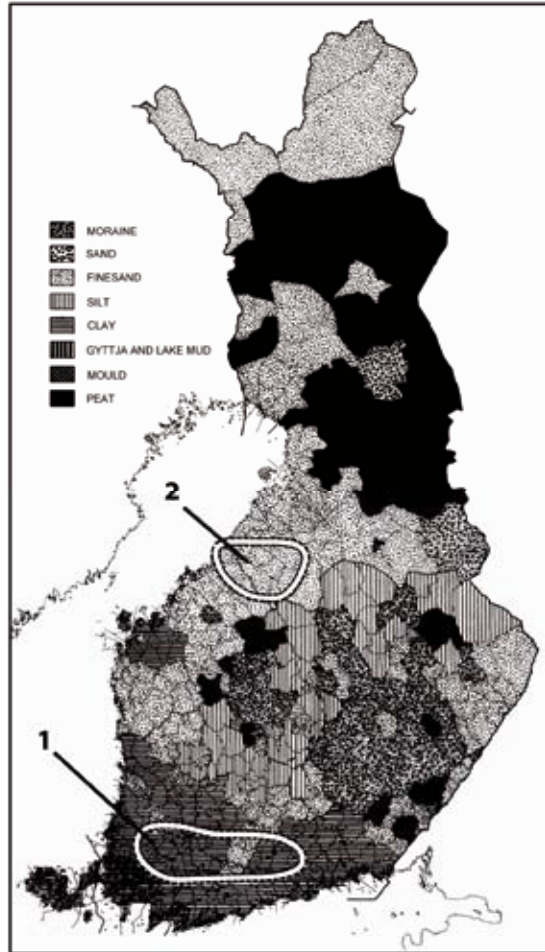 MORAINE
SAND
FINESAND
SILT
CLAY
GYTTJA AND LAKE MUD
MOULD
PEAT
2
1